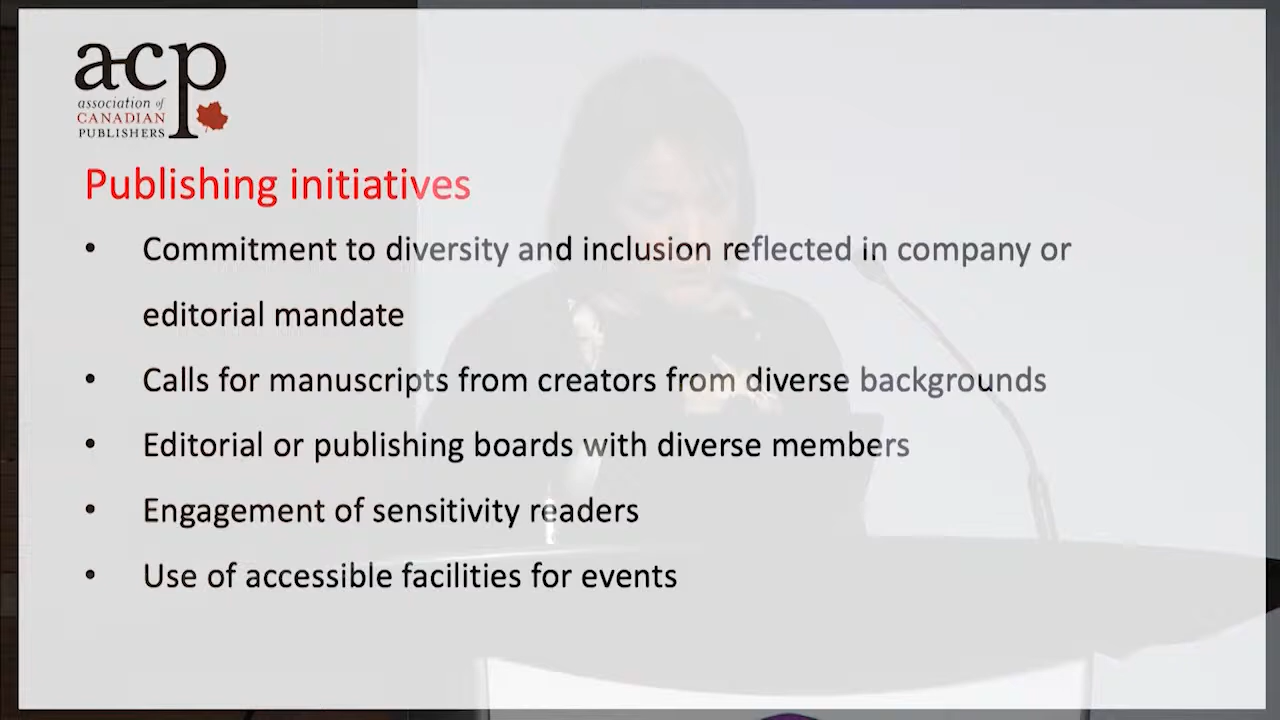 acp
association of
CANADIAN
PUBLISHERS
Publishing initiatives
• Commitment to diversity and inclusion reflected in company or
editorial mandate
• Calls for manuscripts from creators from diverse backgrounds
• Editorial or publishing boards with diverse members
• Engagement of sensitivity readers
• Use of accessible facilities for events